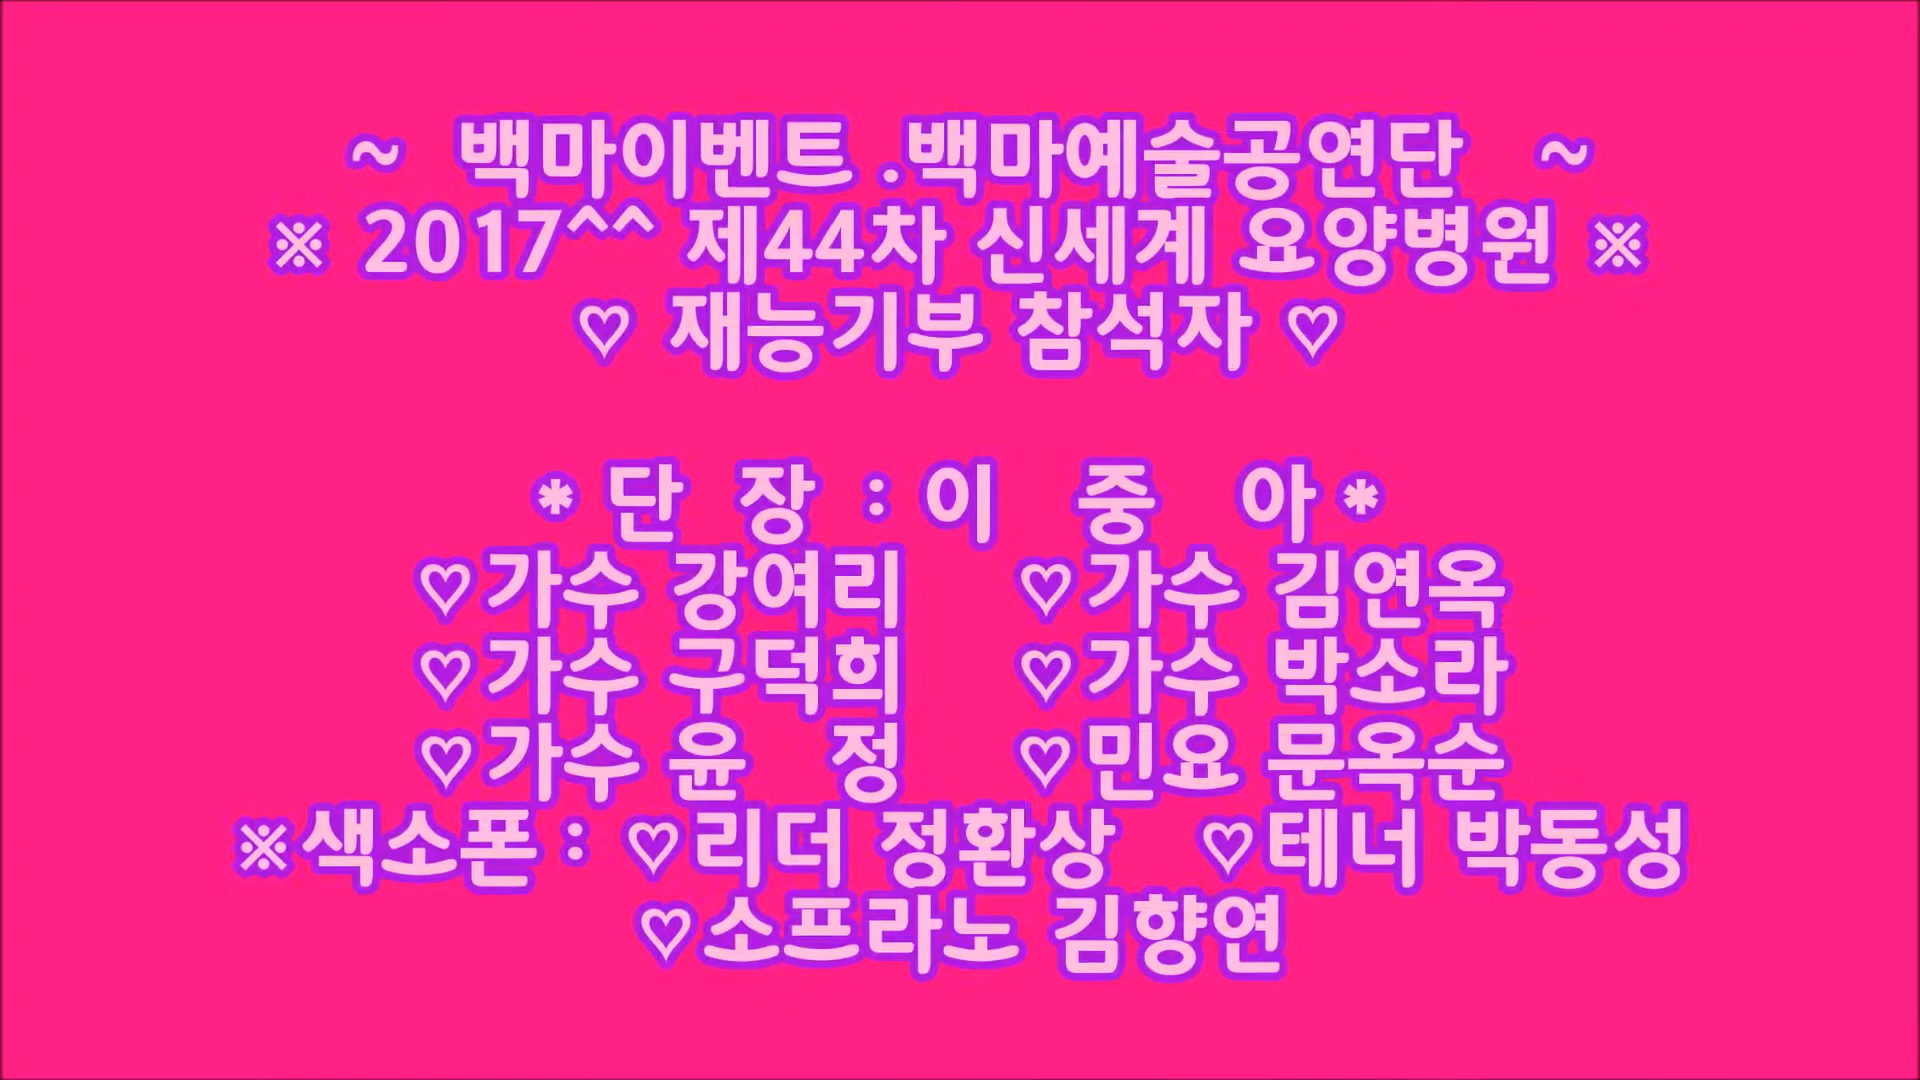 ~ 백마이벤트 .백마예술공연단 ~
※ 2017^^ 제44차 신세계 요양병원 ※
♡ 재능기부 참석자 ♡
* 단 장 : 이 중 아 *
♡가수 강여리 ♡가수 김연옥
♡가수 구덕희 ♡가수 박소라
♡가수 윤 정 ♡민요 문옥순
※색소폰 : ♡리더 정환상 ♡테너 박동성
♡소프라노 김향연